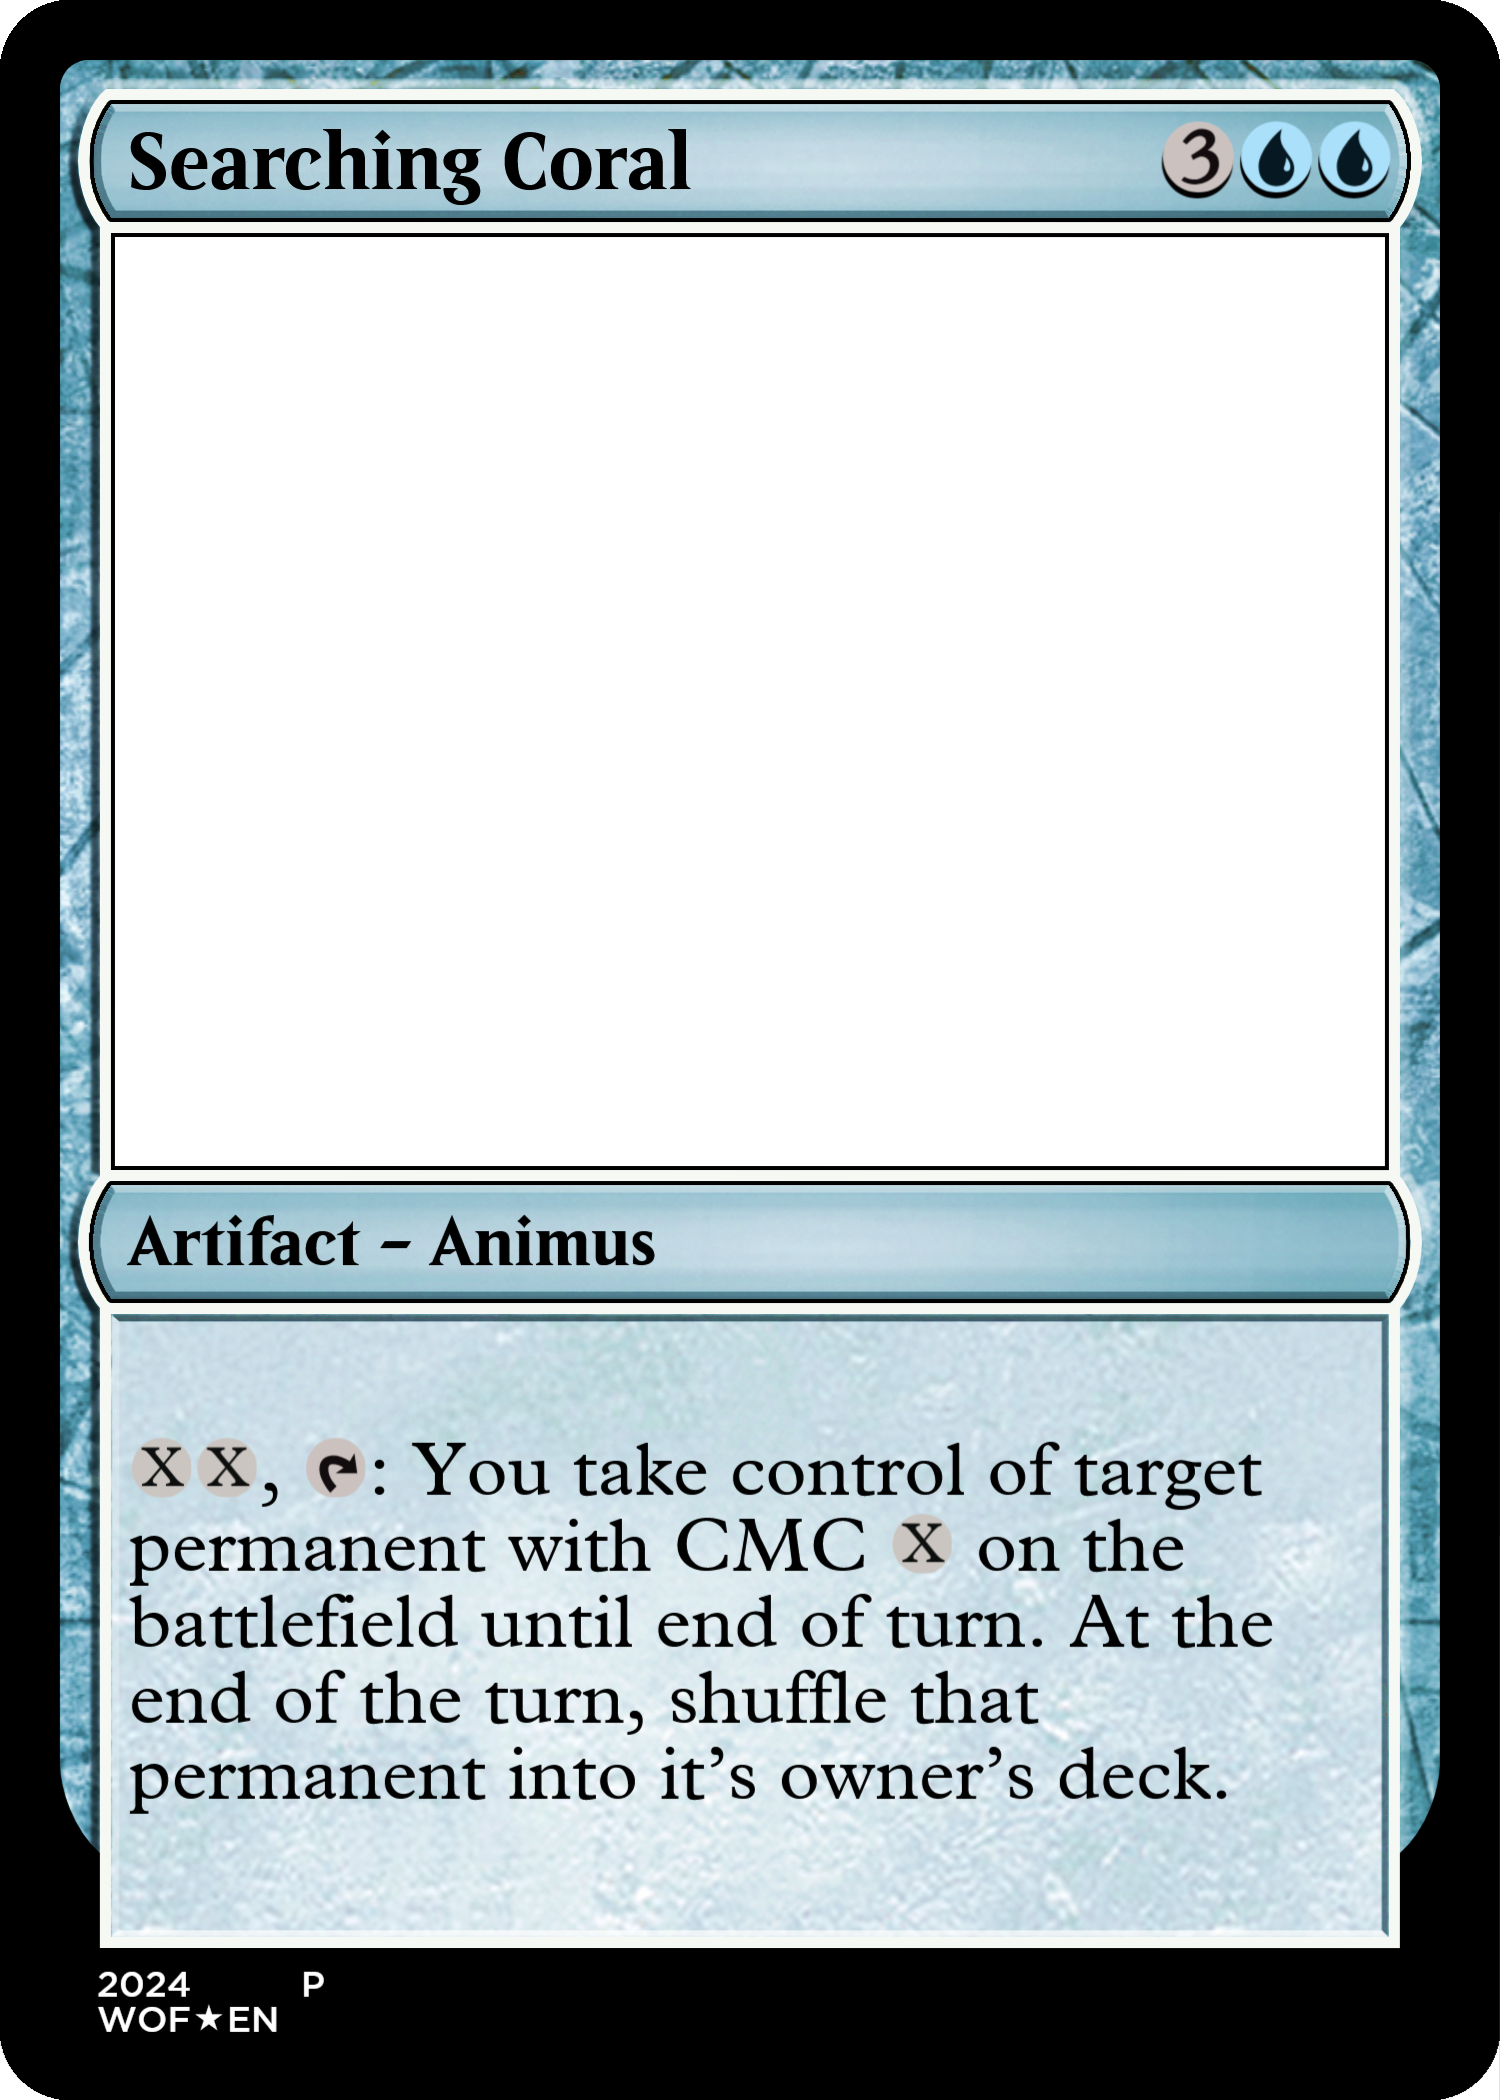 Searching Coral 3
Artifact – Animus
XX, : You take control of target
permanent with CMC X on the
battlefield until end of turn. At the
end of the turn, shuffle that
permanent into it’s owner’s deck.
2024 P
WOF★EN